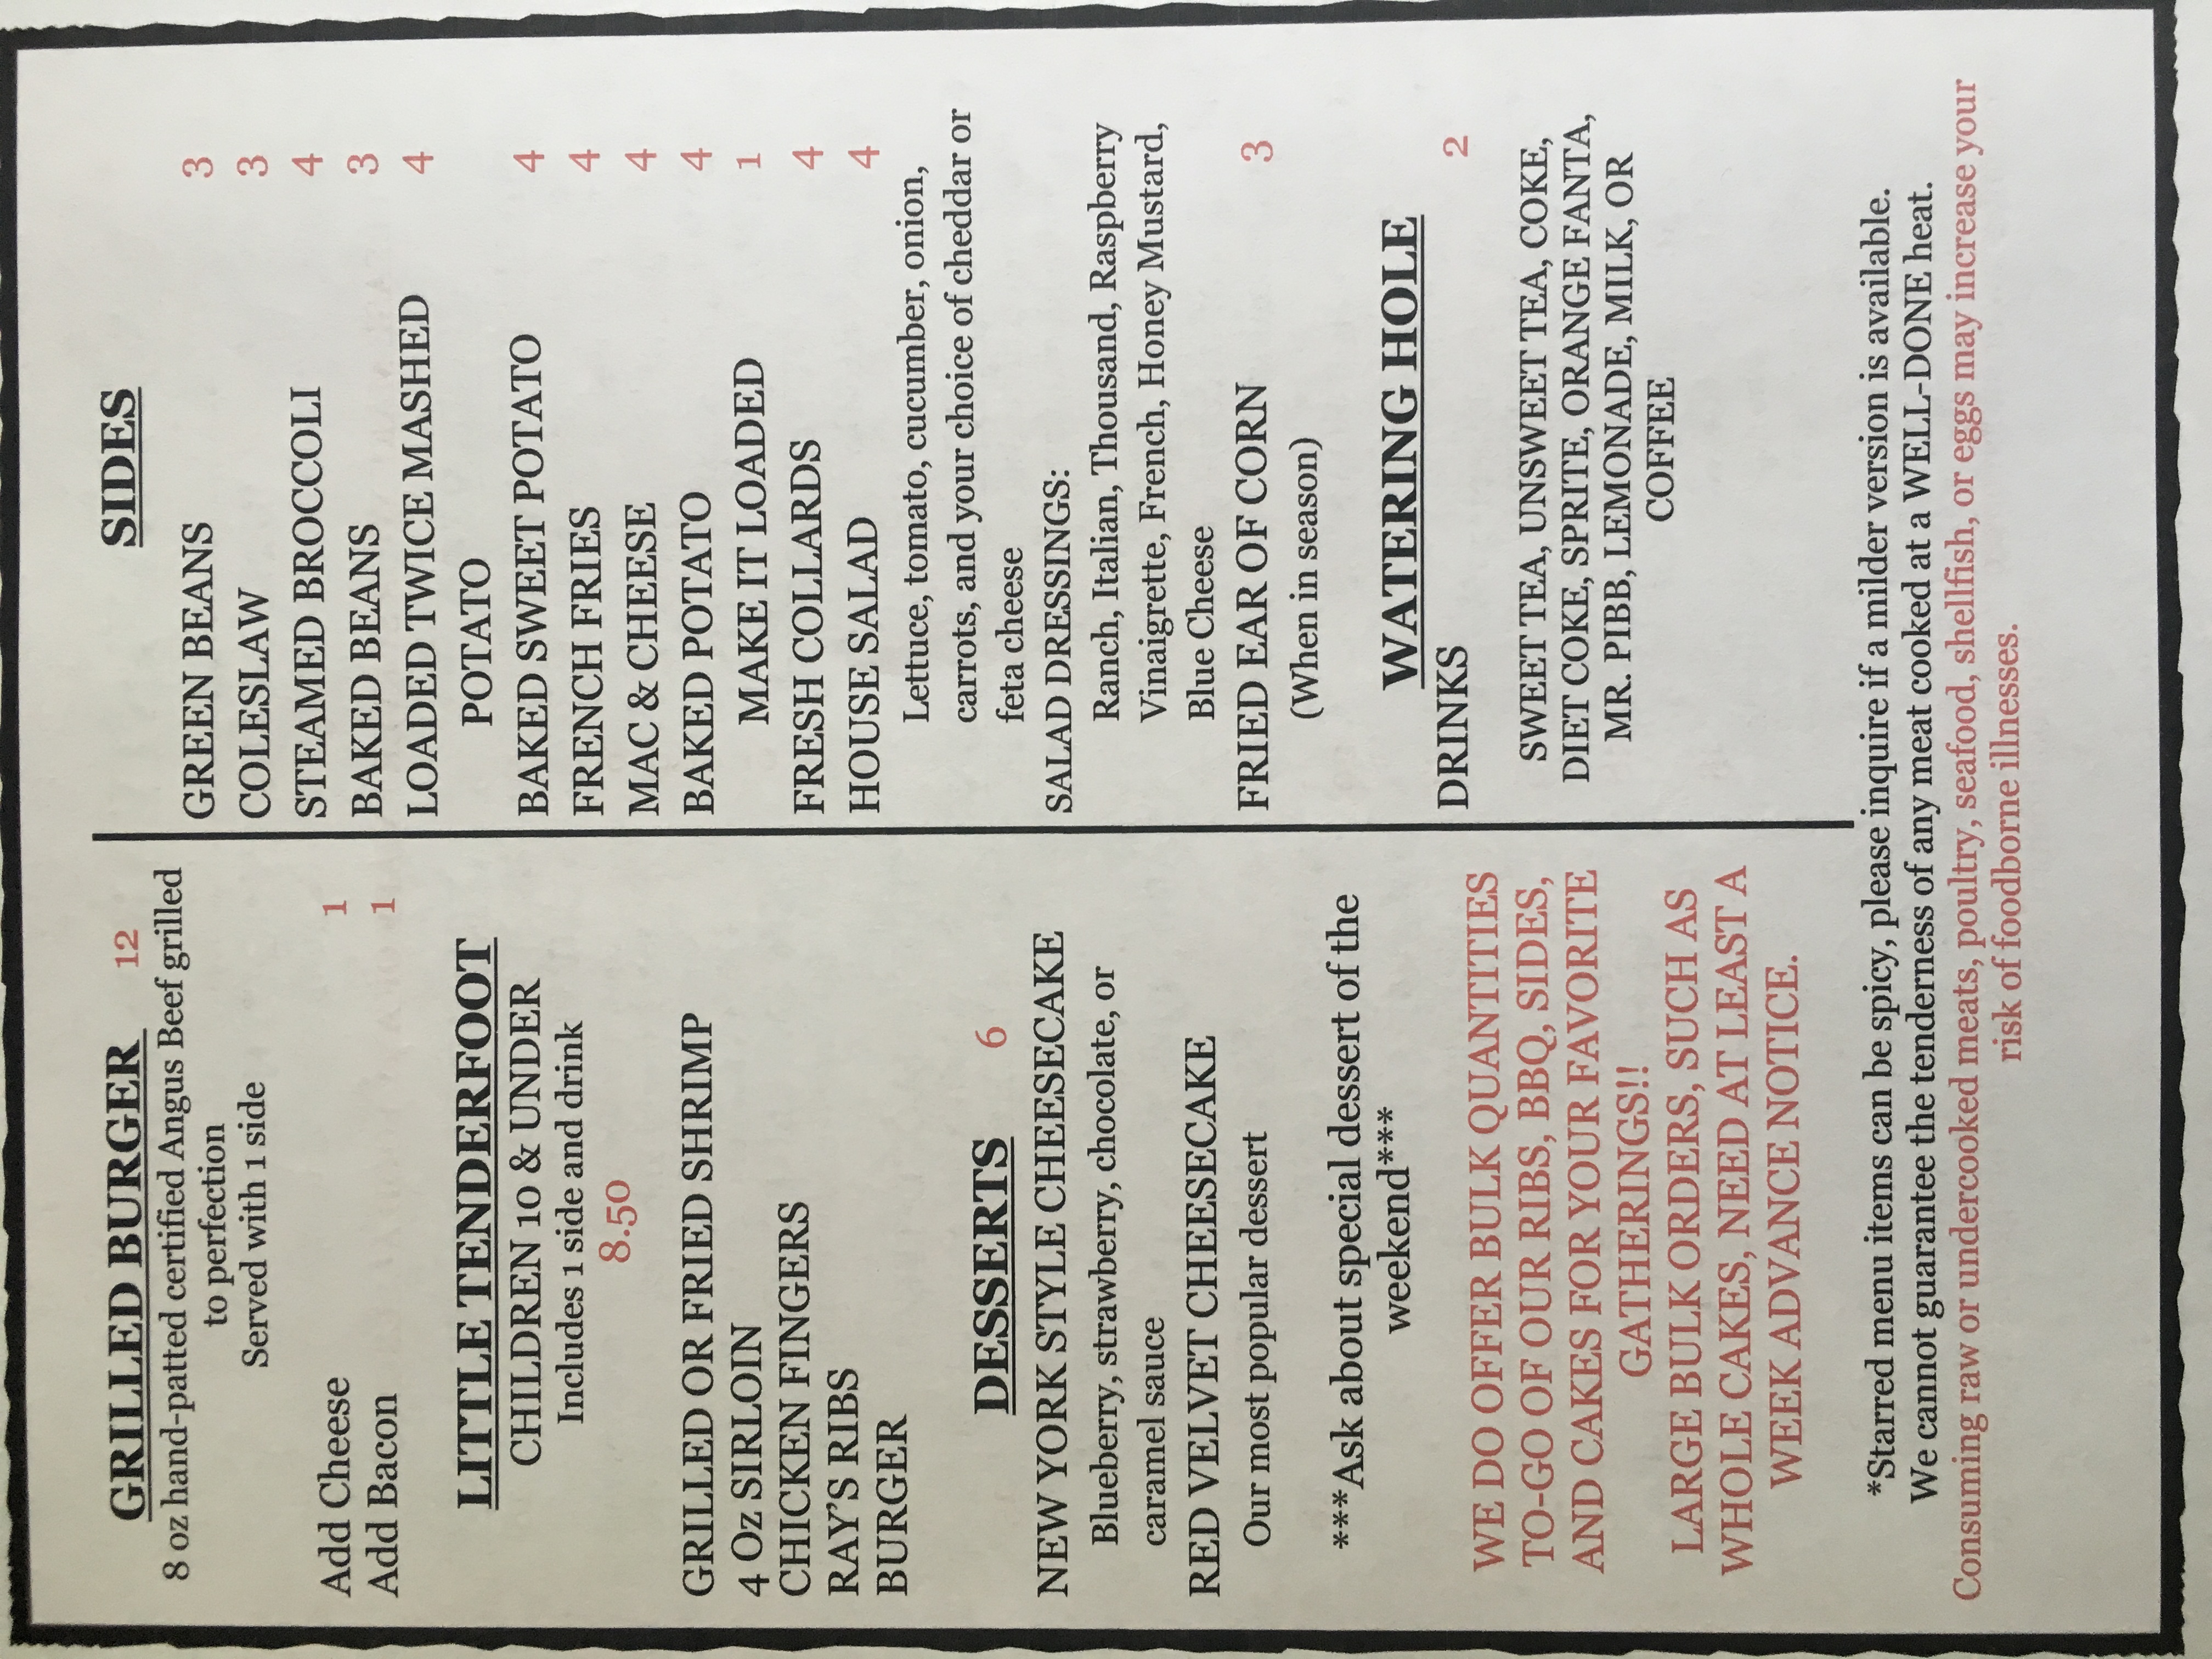 GRILLED BURGER 12
8 oz hand-patted certified Angus Beef grilled
to perfection
Served with 1 side
Add Cheese 1
Add Bacon 1
LITTLE TENDERFOOT
CHILDREN 10 & UNDER
Includes 1 side and drink
8.50
GRILLED OR FRIED SHRIMP
4 Oz SIRLOIN
CHICKEN FINGERS
RAY'S RIBS
BURGER
DESSERTS 6
NEW YORK STYLE CHEESECAKE
Blueberry, strawberry, chocolate, or
caramel sauce
RED VELVET CHEESECAKE
Our most popular dessert
***Ask about special dessert of the
weekend***
WE DO OFFER BULK QUANTITIES
TO-GO OF OUR RIBS, BBQ, SIDES,
AND CAKES FOR YOUR FAVORITE
GATHERINGS!!
LARGE BULK ORDERS, SUCH AS
WHOLE CAKES, NEED AT LEAST A
WEEK ADVANCE NOTICE.
SIDES
GREEN BEANS 3
COLESLAW 3
STEAMED BROCCOLI 4
BAKED BEANS 3
LOADED TWICE MASHED 4
POTATO
BAKED SWEET POTATO 4
FRENCH FRIES 4
MAC & CHEESE 4
BAKED POTATO 4
MAKE IT LOADED 1
FRESH COLLARDS 4
HOUSE SALAD 4
Lettuce, tomato, cucumber, onion,
carrots, and your choice of cheddar or
feta cheese
SALAD DRESSINGS:
Ranch, Italian, Thousand, Raspberry
Vinaigrette, French, Honey Mustard,
Blue Cheese
FRIED EAR OF CORN 3
(When in season)
WATERING HOLE
DRINKS 2
SWEET TEA, UNSWEET TEA, COKE,
DIET COKE, SPRITE, ORANGE FANTA,
MR. PIBB, LEMONADE, MILK, OR
COFFEE
*Starred menu items can be spicy, please inquire if a milder version is available.
We cannot guarantee the tenderness of any meat cooked at a WELL-DONE heat.
Consuming raw or undercooked meats, poultry, seafood, shellfish, or eggs may increase your
risk of foodborne illnesses.